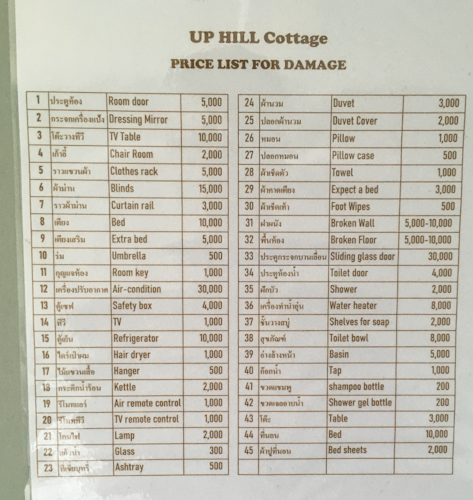 UP HILL Cottage
PRICE LIST FOR DAMAGE
1 ประตูห้อง Room door 5,000
2 กระจกเครื่องแป้ง Dressing Mirror 5,000
3 โต๊ะวางทีวี TV Table 10,000
4 เก้าอี้ Chair Room 2,000
5 ราวแขวนผ้า Clothes rack 5,000
6 ผ้าม่าน Blinds 15,000
7 ราวผ้าม่าน Curtain rail 3,000
8 เตียง Bed 10,000
9 เตียงเสริม Extra bed 5,000
10 ร่ม Umbrella 500
11 กุญแจห้อง Room key 1,000
12 เครื่องปรับอากาศ Air-condition 30,000
13 ตู้เซฟ Safety box 4,000
14 ทีวี TV 1,000
15 ตู้เย็น Refrigerator 10,000
16 ไดร์เป่าผม Hair dryer 1,000
17 ไม้แขวนเสื้อ Hanger 500
18 กระติกน้ำร้อน Kettle 2,000
19 รีโมทแอร์ Air remote control 1,000
20 รีโมททีวี TV remote control 1,000
21 โคมไฟ Lamp 2,000
22 แก้วน้ำ Glass 300
23 ที่เขี่ยบุหรี่ Ashtray 500
24 ผ้านวม Duvet 3,000
25 ปลอกผ้านวม Duvet Cover 2,000
26 หมอน Pillow 1,000
27 ปลอกหมอน Pillow case 500
28 ผ้าเช็ดตัว Towel 1,000
29 ผ้าคาดเตียง Expect a bed 3,000
30 ผ้าเช็ดเท้า Foot Wipes 500
31 ฝาผนัง Broken Wall 5,000-10,000
32 พื้นห้อง Broken Floor 5,000-10,000
33 ประตูกระจกบานเลื่อน Sliding glass door 30,000
34 ประตูห้องน้ำ Toilet door 4,000
35 ฝักบัว Shower 2,000
36 เครื่องทำน้ำอุ่น Water heater 8,000
37 ชั้นวางสบู่ Shelves for soap 2,000
38 สุขภัณฑ์ Toilet bowl 8,000
39 อ่างล้างหน้า Basin 5,000
40 ก๊อกน้ำ Tap 1,000
41 ขวดแชมพู shampoo bottle 200
42 ขวดเจลอาบน้ำ Shower gel bottle 200
43 โต๊ะ Table 3,000
44 ที่นอน Bed 10,000
45 ผ้าปูที่นอน Bed sheets 2,000